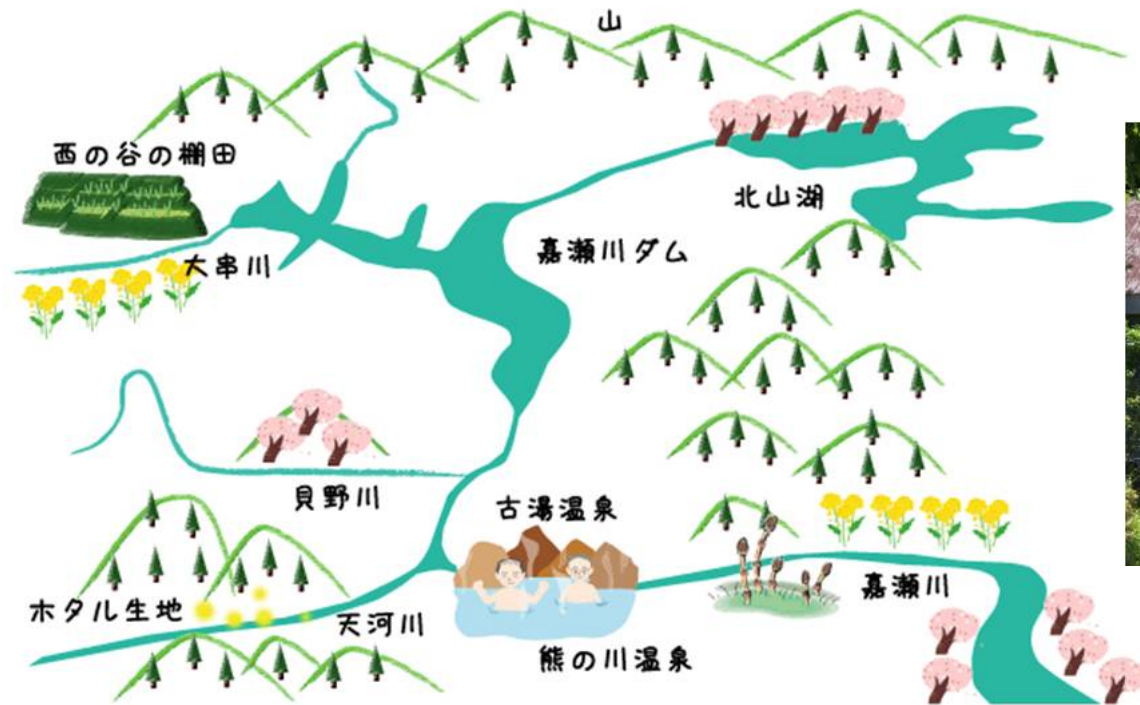 山
西の谷の棚田
北山湖
大串川
嘉瀬川ダム
貝野川
古湯温泉
嘉瀬川
ホタル生地
天河川
熊の川温泉